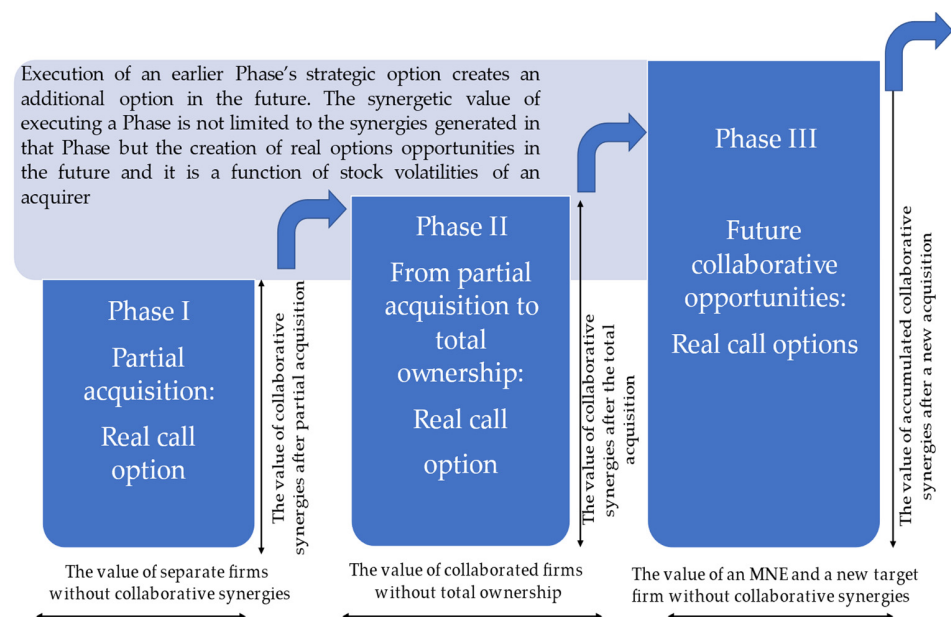 Execution of an earlier Phase's strategic option creates an
additional option in the future. The synergetic value of
executing a Phase is not limited to the synergies generated in
that Phase but the creation of real options opportunities in
the future and it is a function of stock volatilities of an
acquirer
Phase I
Partial
acquisition:
Real call
option
The value of collaborative
synergies after partial acquisition
Phase II
From partial
acquisition to
total
ownership:
Real call
option
The value of collaborative
synergies after the total
acquisition
Phase III
Future
collaborative
opportunities:
Real call options
The value of accumulated collaborative
synergies after a new acquisition
The value of separate firms
without collaborative synergies
The value of collaborated firms
without total ownership
The value of an MNE and a new target
firm without collaborative synergies